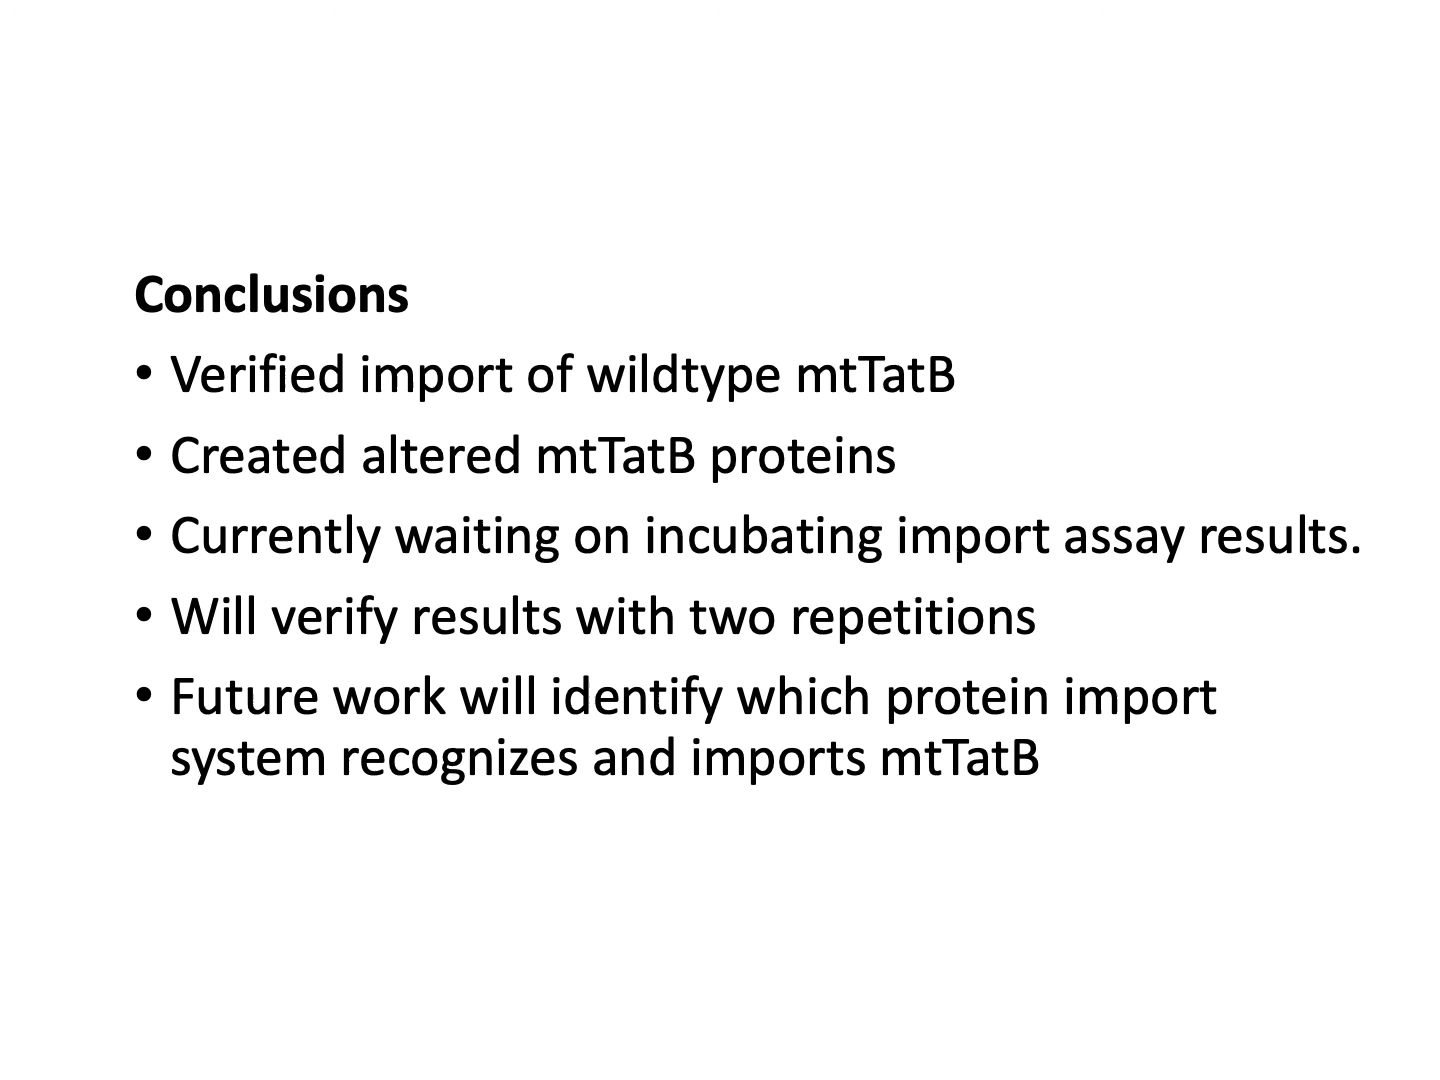 Conclusions
• Verified import of wildtype mtTatB
• Created altered mtTatB proteins
• Currently waiting on incubating import assay results.
• Will verify results with two repetitions
• Future work will identify which protein import
system recognizes and imports mtTatB